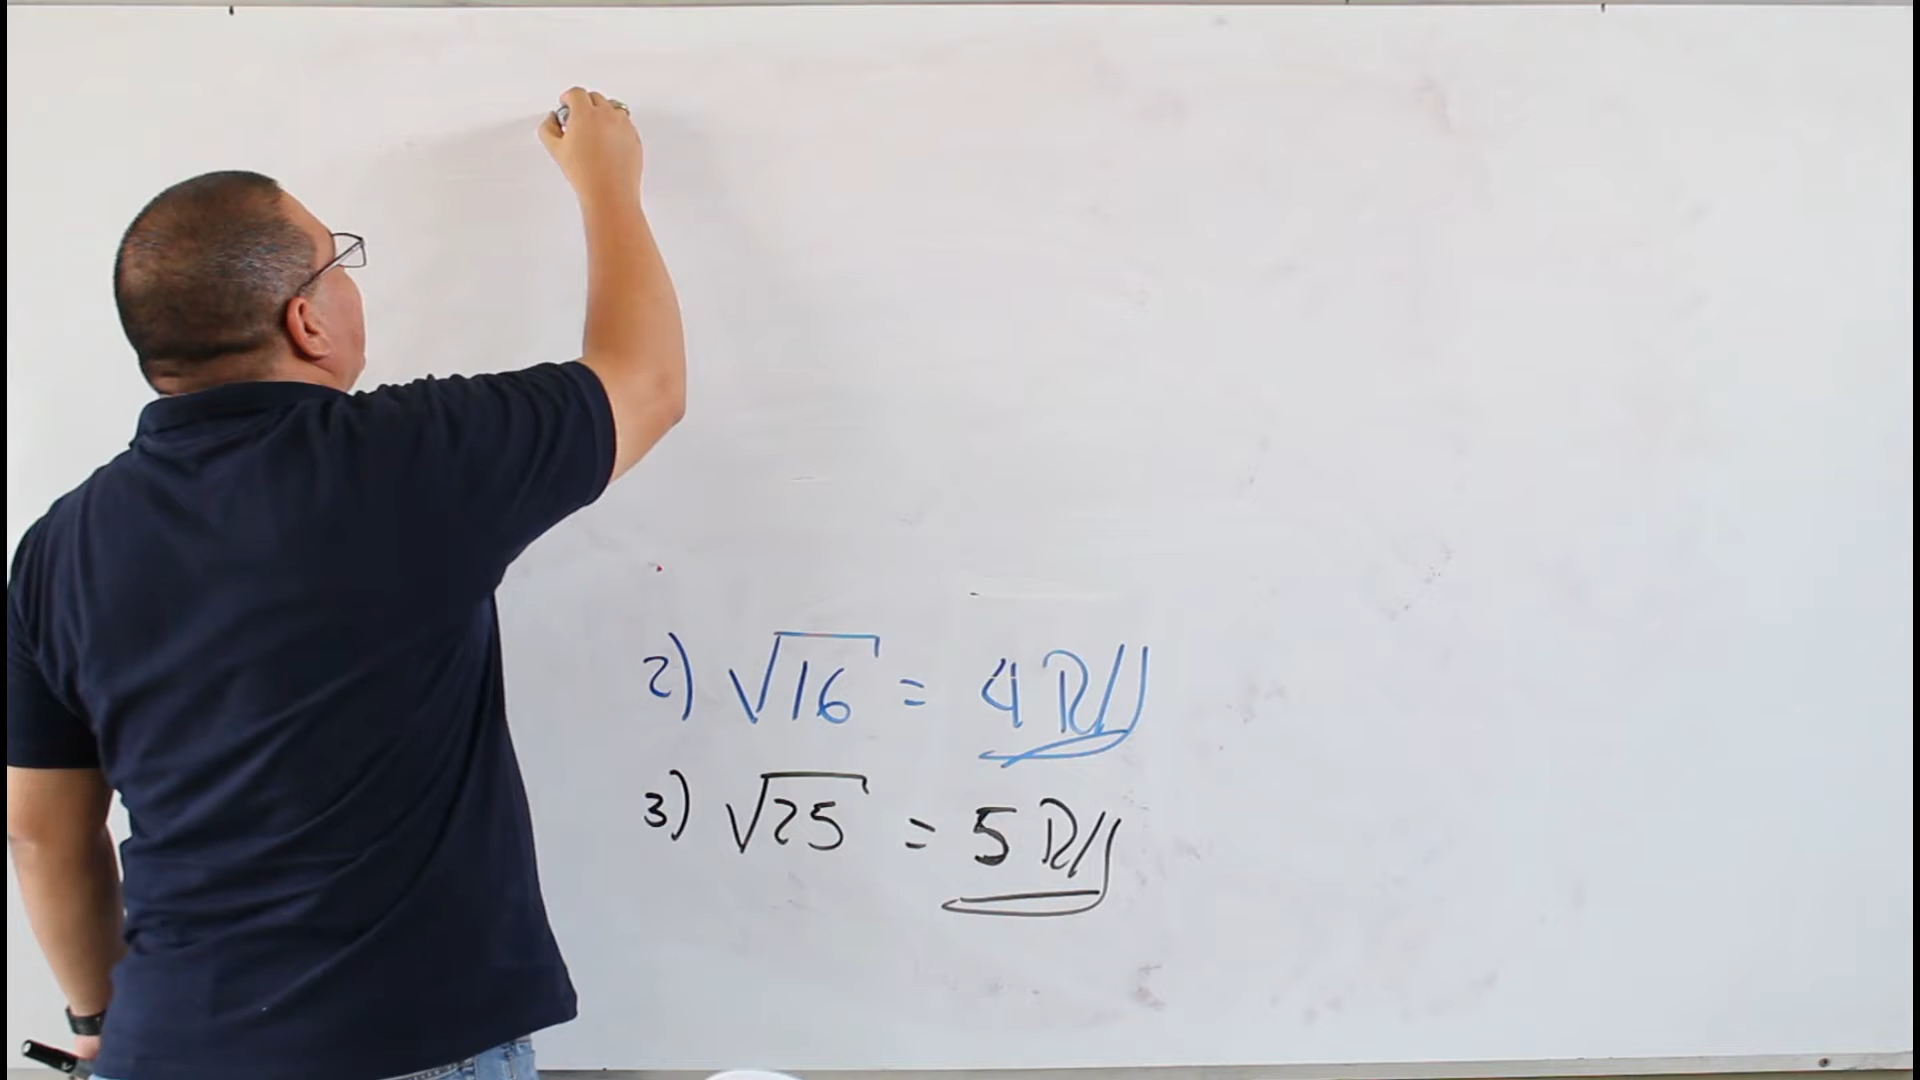 2) √16 = 4 R//
3) √25 = 5 R//